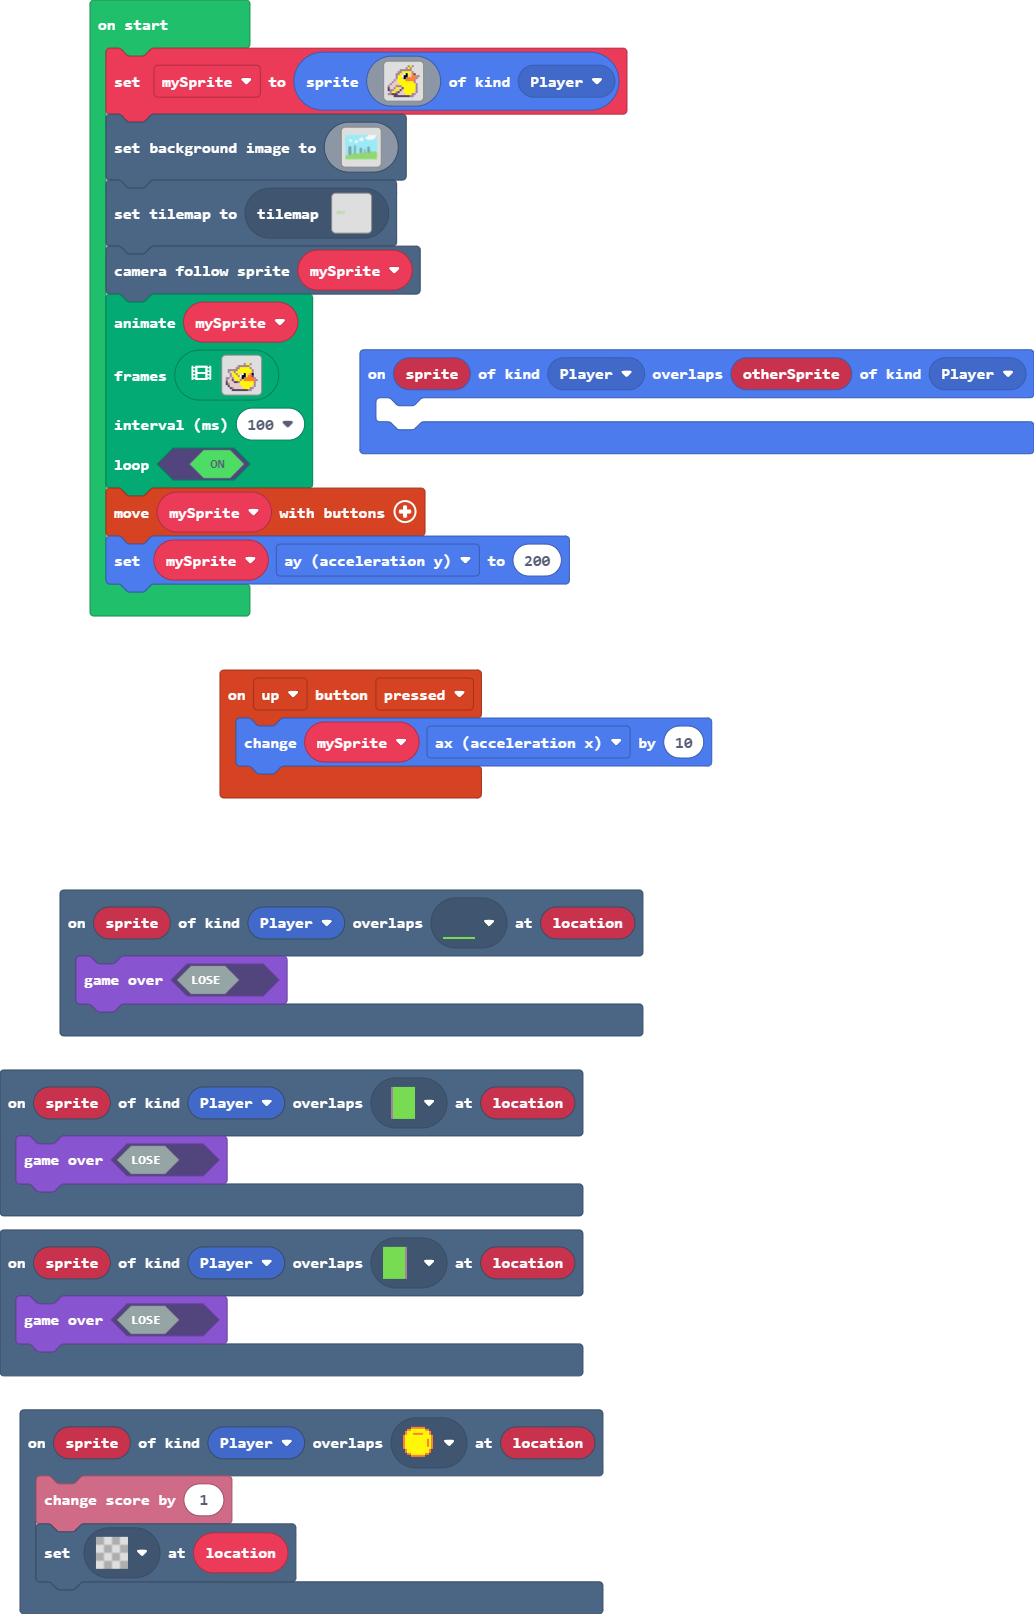 on start
set mySprite to sprite of kind Player
set background image to
set tilemap to tilemap
camera follow sprite mySprite
animate mySprite
frames
interval (ms) 100
loop ON
move mySprite with buttons
set mySprite ay (acceleration y) to 200
on sprite of kind Player overlaps otherSprite of kind Player
on up button pressed
change mySprite ax (acceleration x) by 10
on sprite of kind Player overlaps at location
game over LOSE
on sprite of kind Player overlaps at location
game over LOSE
on sprite of kind Player overlaps at location
game over LOSE
on sprite of kind Player overlaps at location
change score by 1
set at location